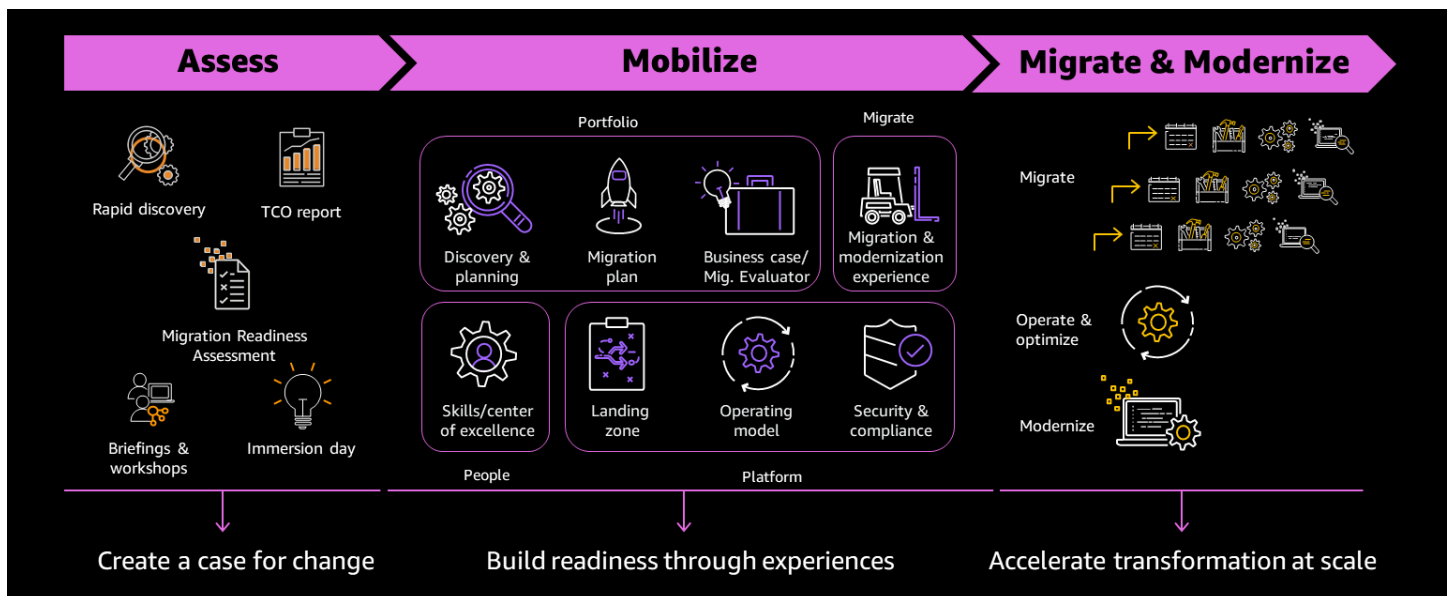 Assess
Mobilize
Migrate & Modernize
Rapid discovery
TCO report
Migration Readiness
Assessment
Briefings &
workshops
Immersion day
Portfolio
Migrate
Discovery &
planning
Migration
plan
Business case/
Mig. Evaluator
Migration &
modernization
experience
Skills/center
of excellence
Landing
zone
Operating
model
Security &
compliance
People
Platform
Migrate
Operate &
optimize
Modernize
Create a case for change
Build readiness through experiences
Accelerate transformation at scale